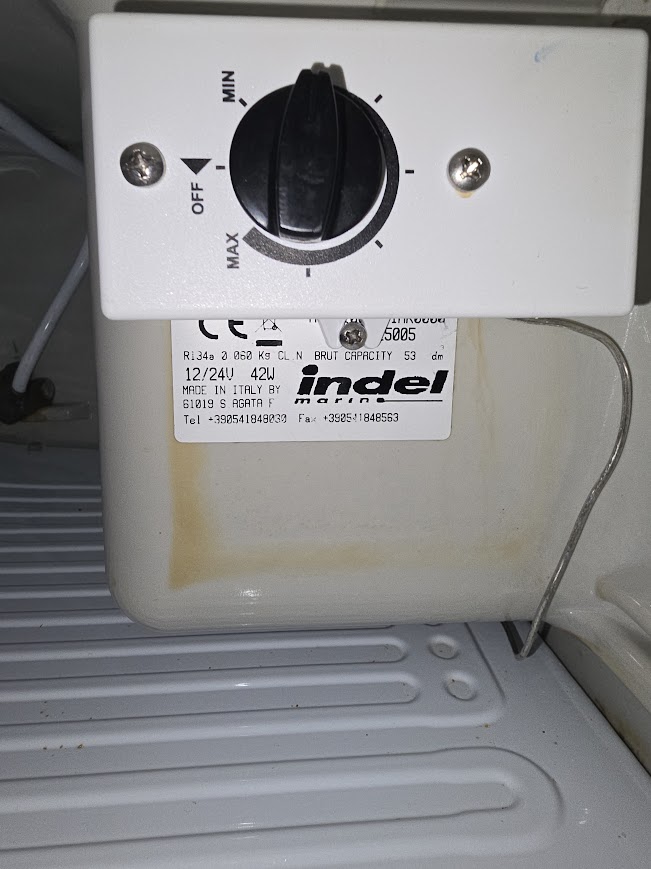 MIN
OFF
MAX
CE
5005
R134a 0 060 Kg CL.N BRUT CAPACITY 53 dm
12/24V 42W
MADE IN ITALY BY
61019 S AGATA F
indel
marine
Tel +390541848030 Fax +390541848563